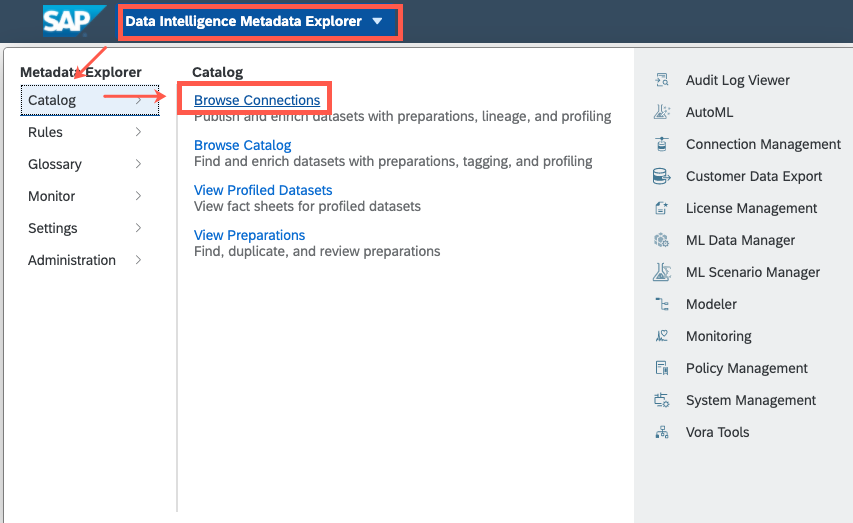 SAP Data Intelligence Metadata Explorer
Metadata Explorer
Catalog
Rules
Glossary
Monitor
Settings
Administration
Catalog
Browse Connections
Publish and enrich datasets with preparations, lineage, and profiling
Browse Catalog
Find and enrich datasets with preparations, tagging, and profiling
View Profiled Datasets
View fact sheets for profiled datasets
View Preparations
Find, duplicate, and review preparations
Audit Log Viewer
AutoML
Connection Management
Customer Data Export
License Management
ML Data Manager
ML Scenario Manager
Modeler
Monitoring
Policy Management
System Management
Vora Tools